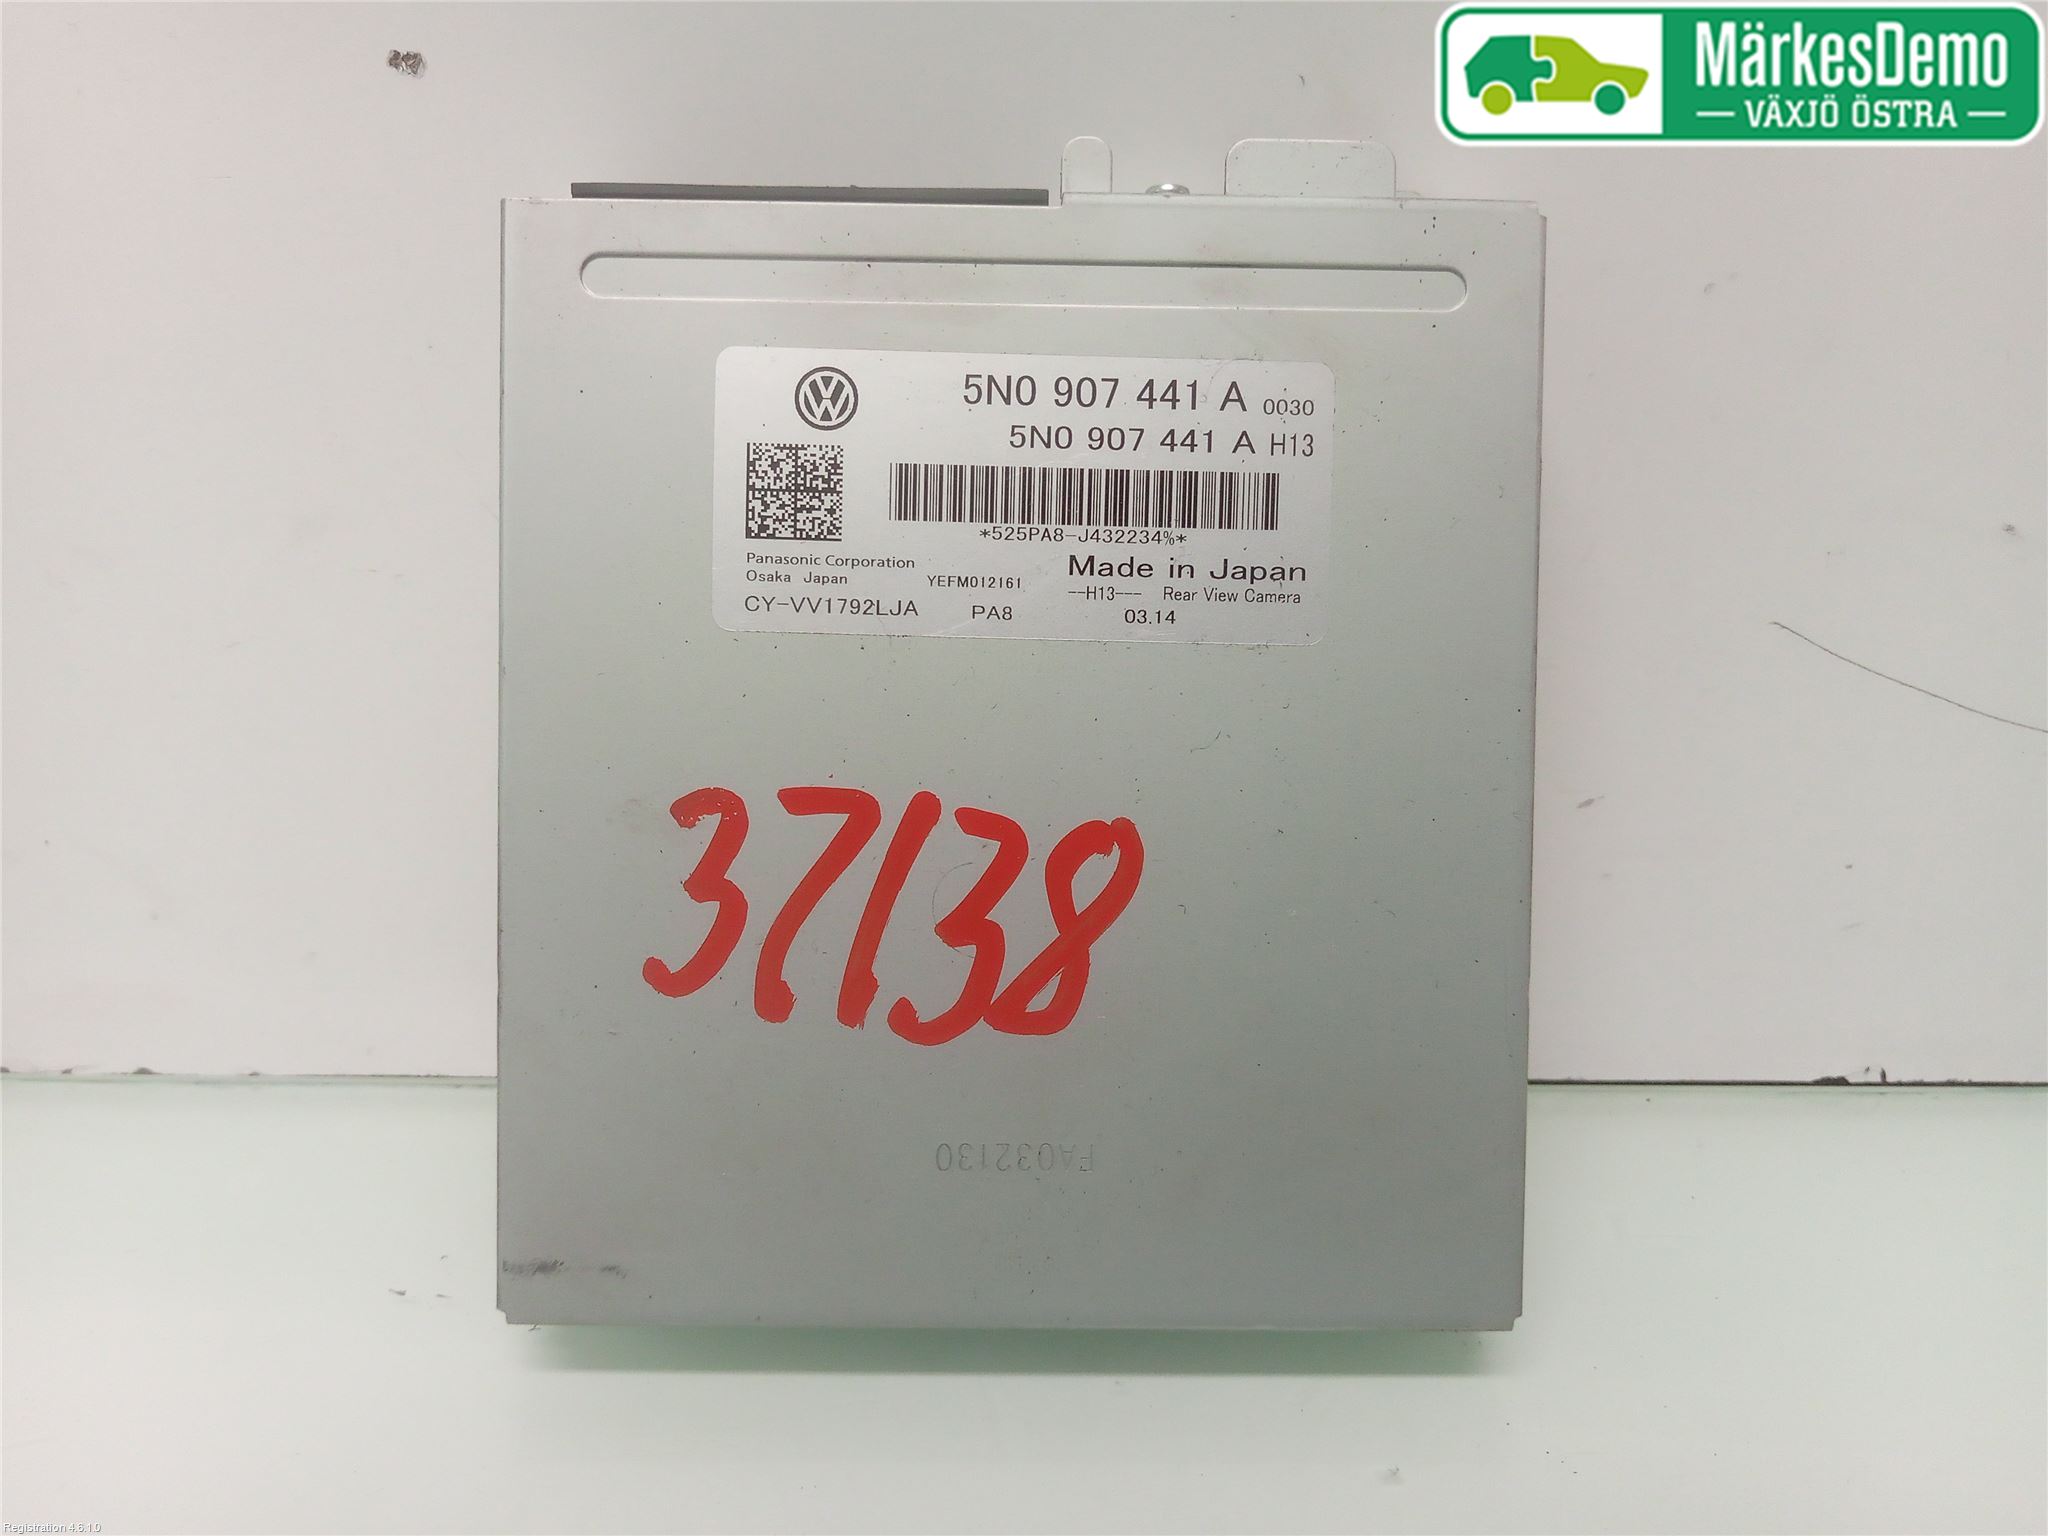 MärkesDemo
VÄXJÖ ÖSTRA
5N0 907 441 A 0030
5N0 907 441 A H13
*525PA8-J432234%*
Panasonic Corporation
Osaka Japan
YEFM012161
Made in Japan
--H13--- Rear View Camera
CY-VV1792LJA
PA8
03.14
37138
FA032130
Registration 4.6.1.0